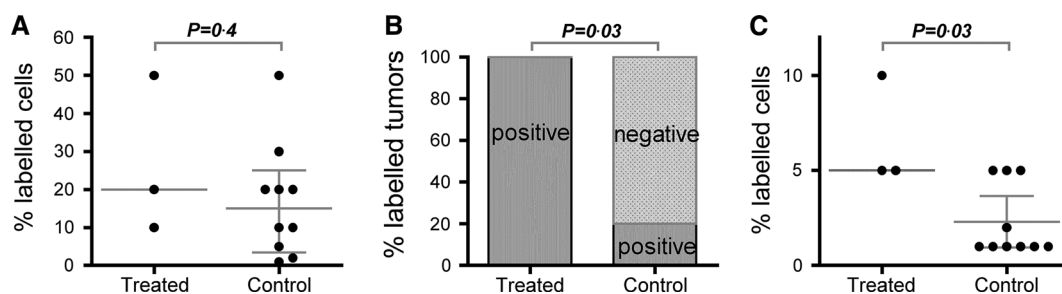 A
P=0·4
% labelled cells
60
50
40
30
20
10
0
Treated
Control
B
P=0·03
% labelled tumors
100
80
60
40
20
0
positive
negative
positive
Treated
Control
C
P=0·03
% labelled cells
10
5
0
Treated
Control